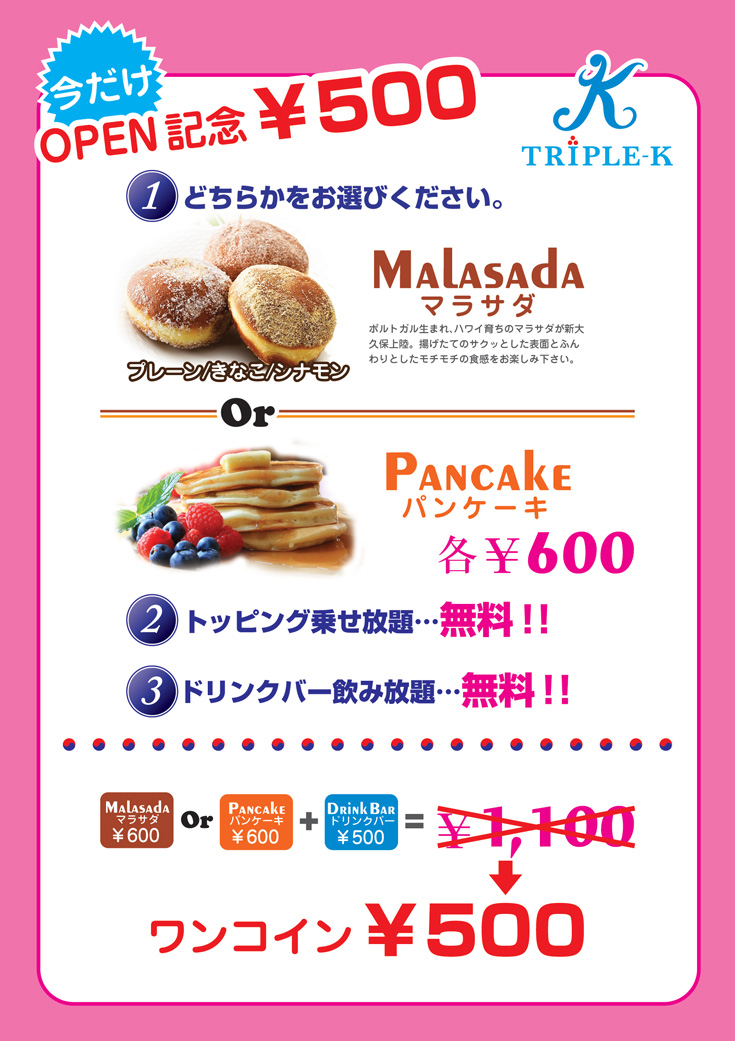 今だけ
OPEN記念¥500
K
TRIPLE-K
1 どちらかをお選びください。
MALASADA
マラサダ
ポルトガル生まれ、ハワイ育ちのマラサダが新大
久保上陸。揚げたてのサクッとした表面とふん
わりとしたモチモチの食感をお楽しみ下さい。
プレーン/きなこ/シナモン
Or
PANCAKE
パンケーキ
各¥600
2 トッピング乗せ放題…無料!!
3 ドリンクバー飲み放題…無料!!
MALASADA
マラサダ
¥600
Or
PANCAKE
パンケーキ
¥600
+
DRINK BAR
ドリンクバー
¥500
= ¥1,100
ワンコイン ¥500